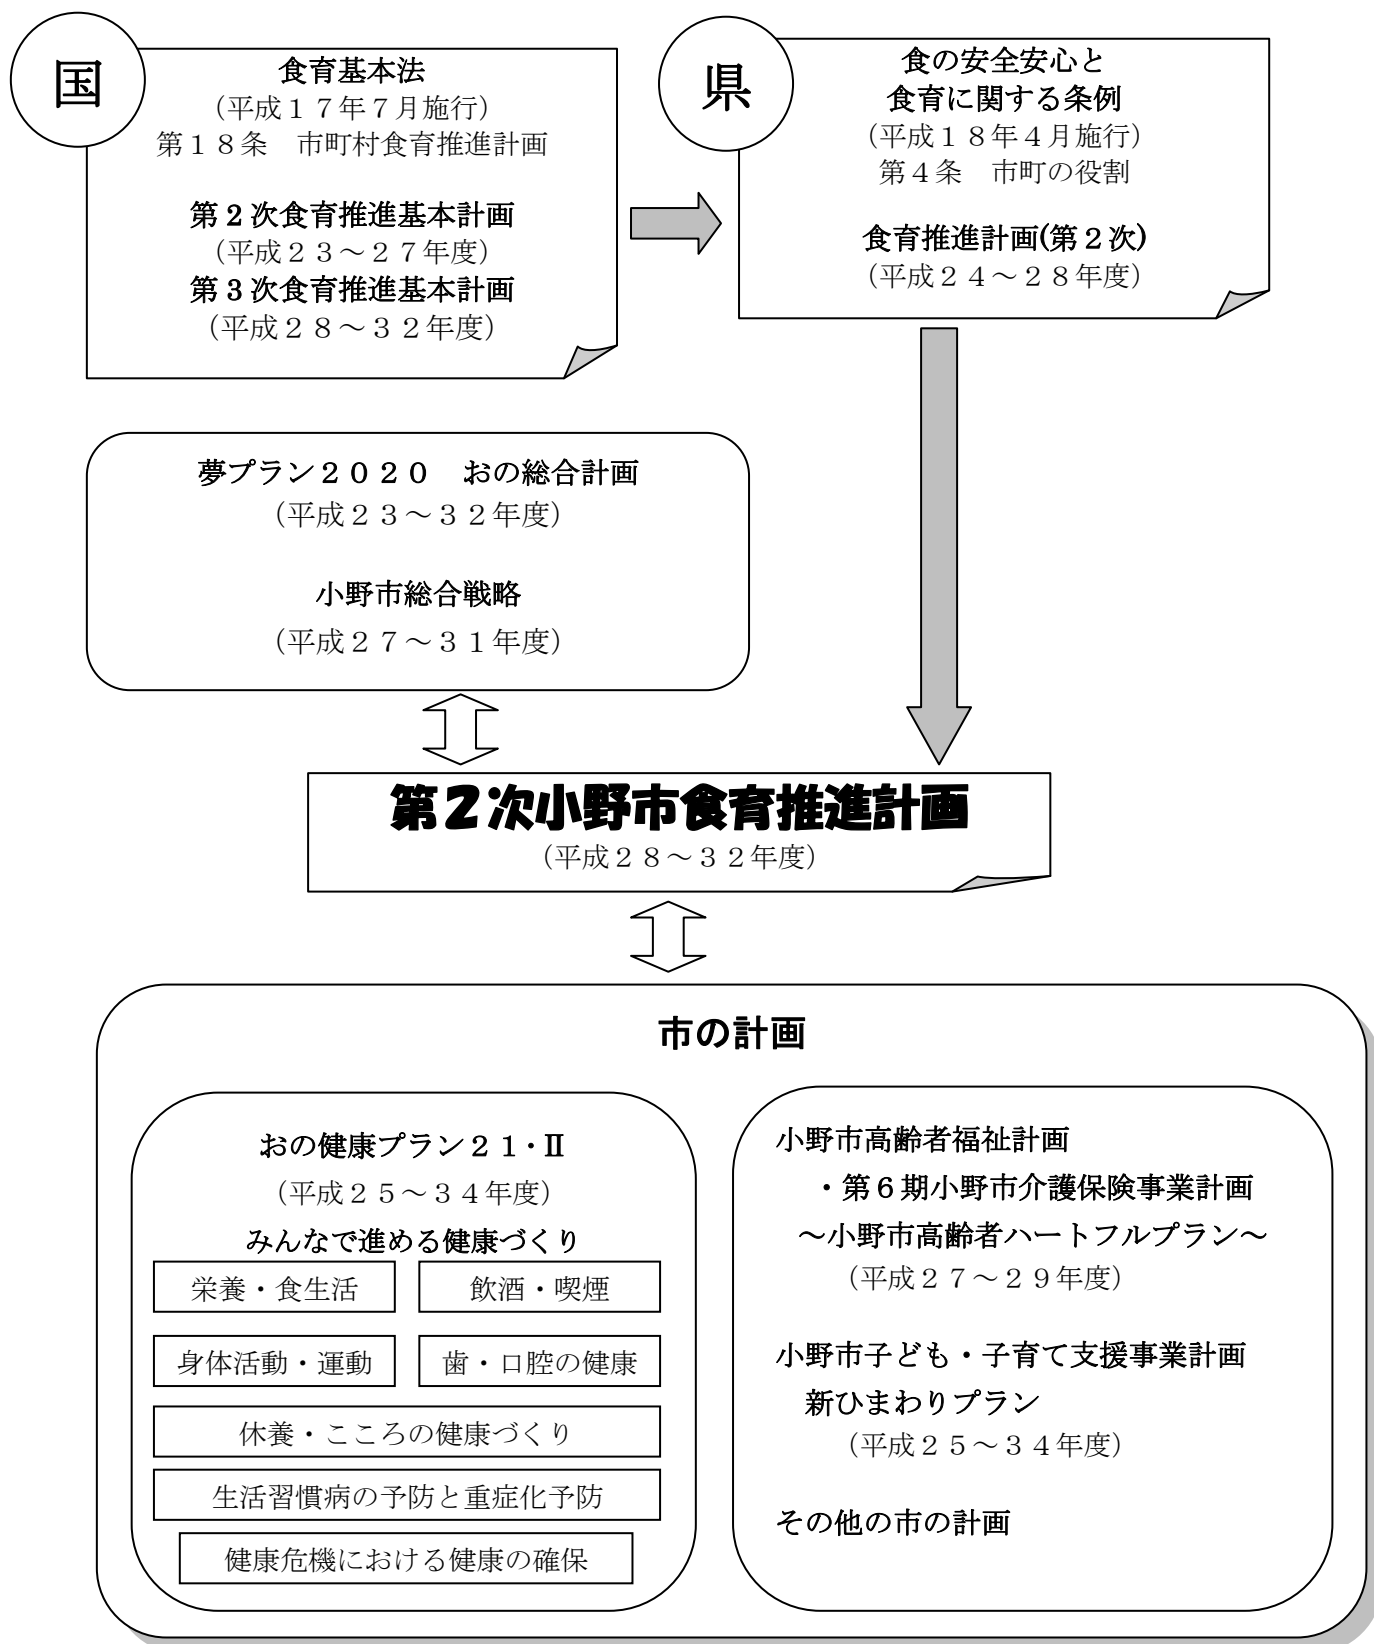 国
食育基本法
（平成１７年７月施行）
第１８条　市町村食育推進計画
第２次食育推進基本計画
（平成２３～２７年度）
第３次食育推進基本計画
（平成２８～３２年度）
県
食の安全安心と
食育に関する条例
（平成１８年４月施行）
第４条　市町の役割
食育推進計画(第２次)
（平成２４～２８年度）
夢プラン２０２０　おの総合計画
（平成２３～３２年度）
小野市総合戦略
（平成２７～３１年度）
第２次小野市食育推進計画
（平成２８～３２年度）
市の計画
おの健康プラン２１・Ⅱ
（平成２５～３４年度）
みんなで進める健康づくり
栄養・食生活
飲酒・喫煙
身体活動・運動
歯・口腔の健康
休養・こころの健康づくり
生活習慣病の予防と重症化予防
健康危機における健康の確保
小野市高齢者福祉計画
・第６期小野市介護保険事業計画
～小野市高齢者ハートフルプラン～
（平成２７～２９年度）
小野市子ども・子育て支援事業計画
新ひまわりプラン
（平成２５～３４年度）
その他の市の計画